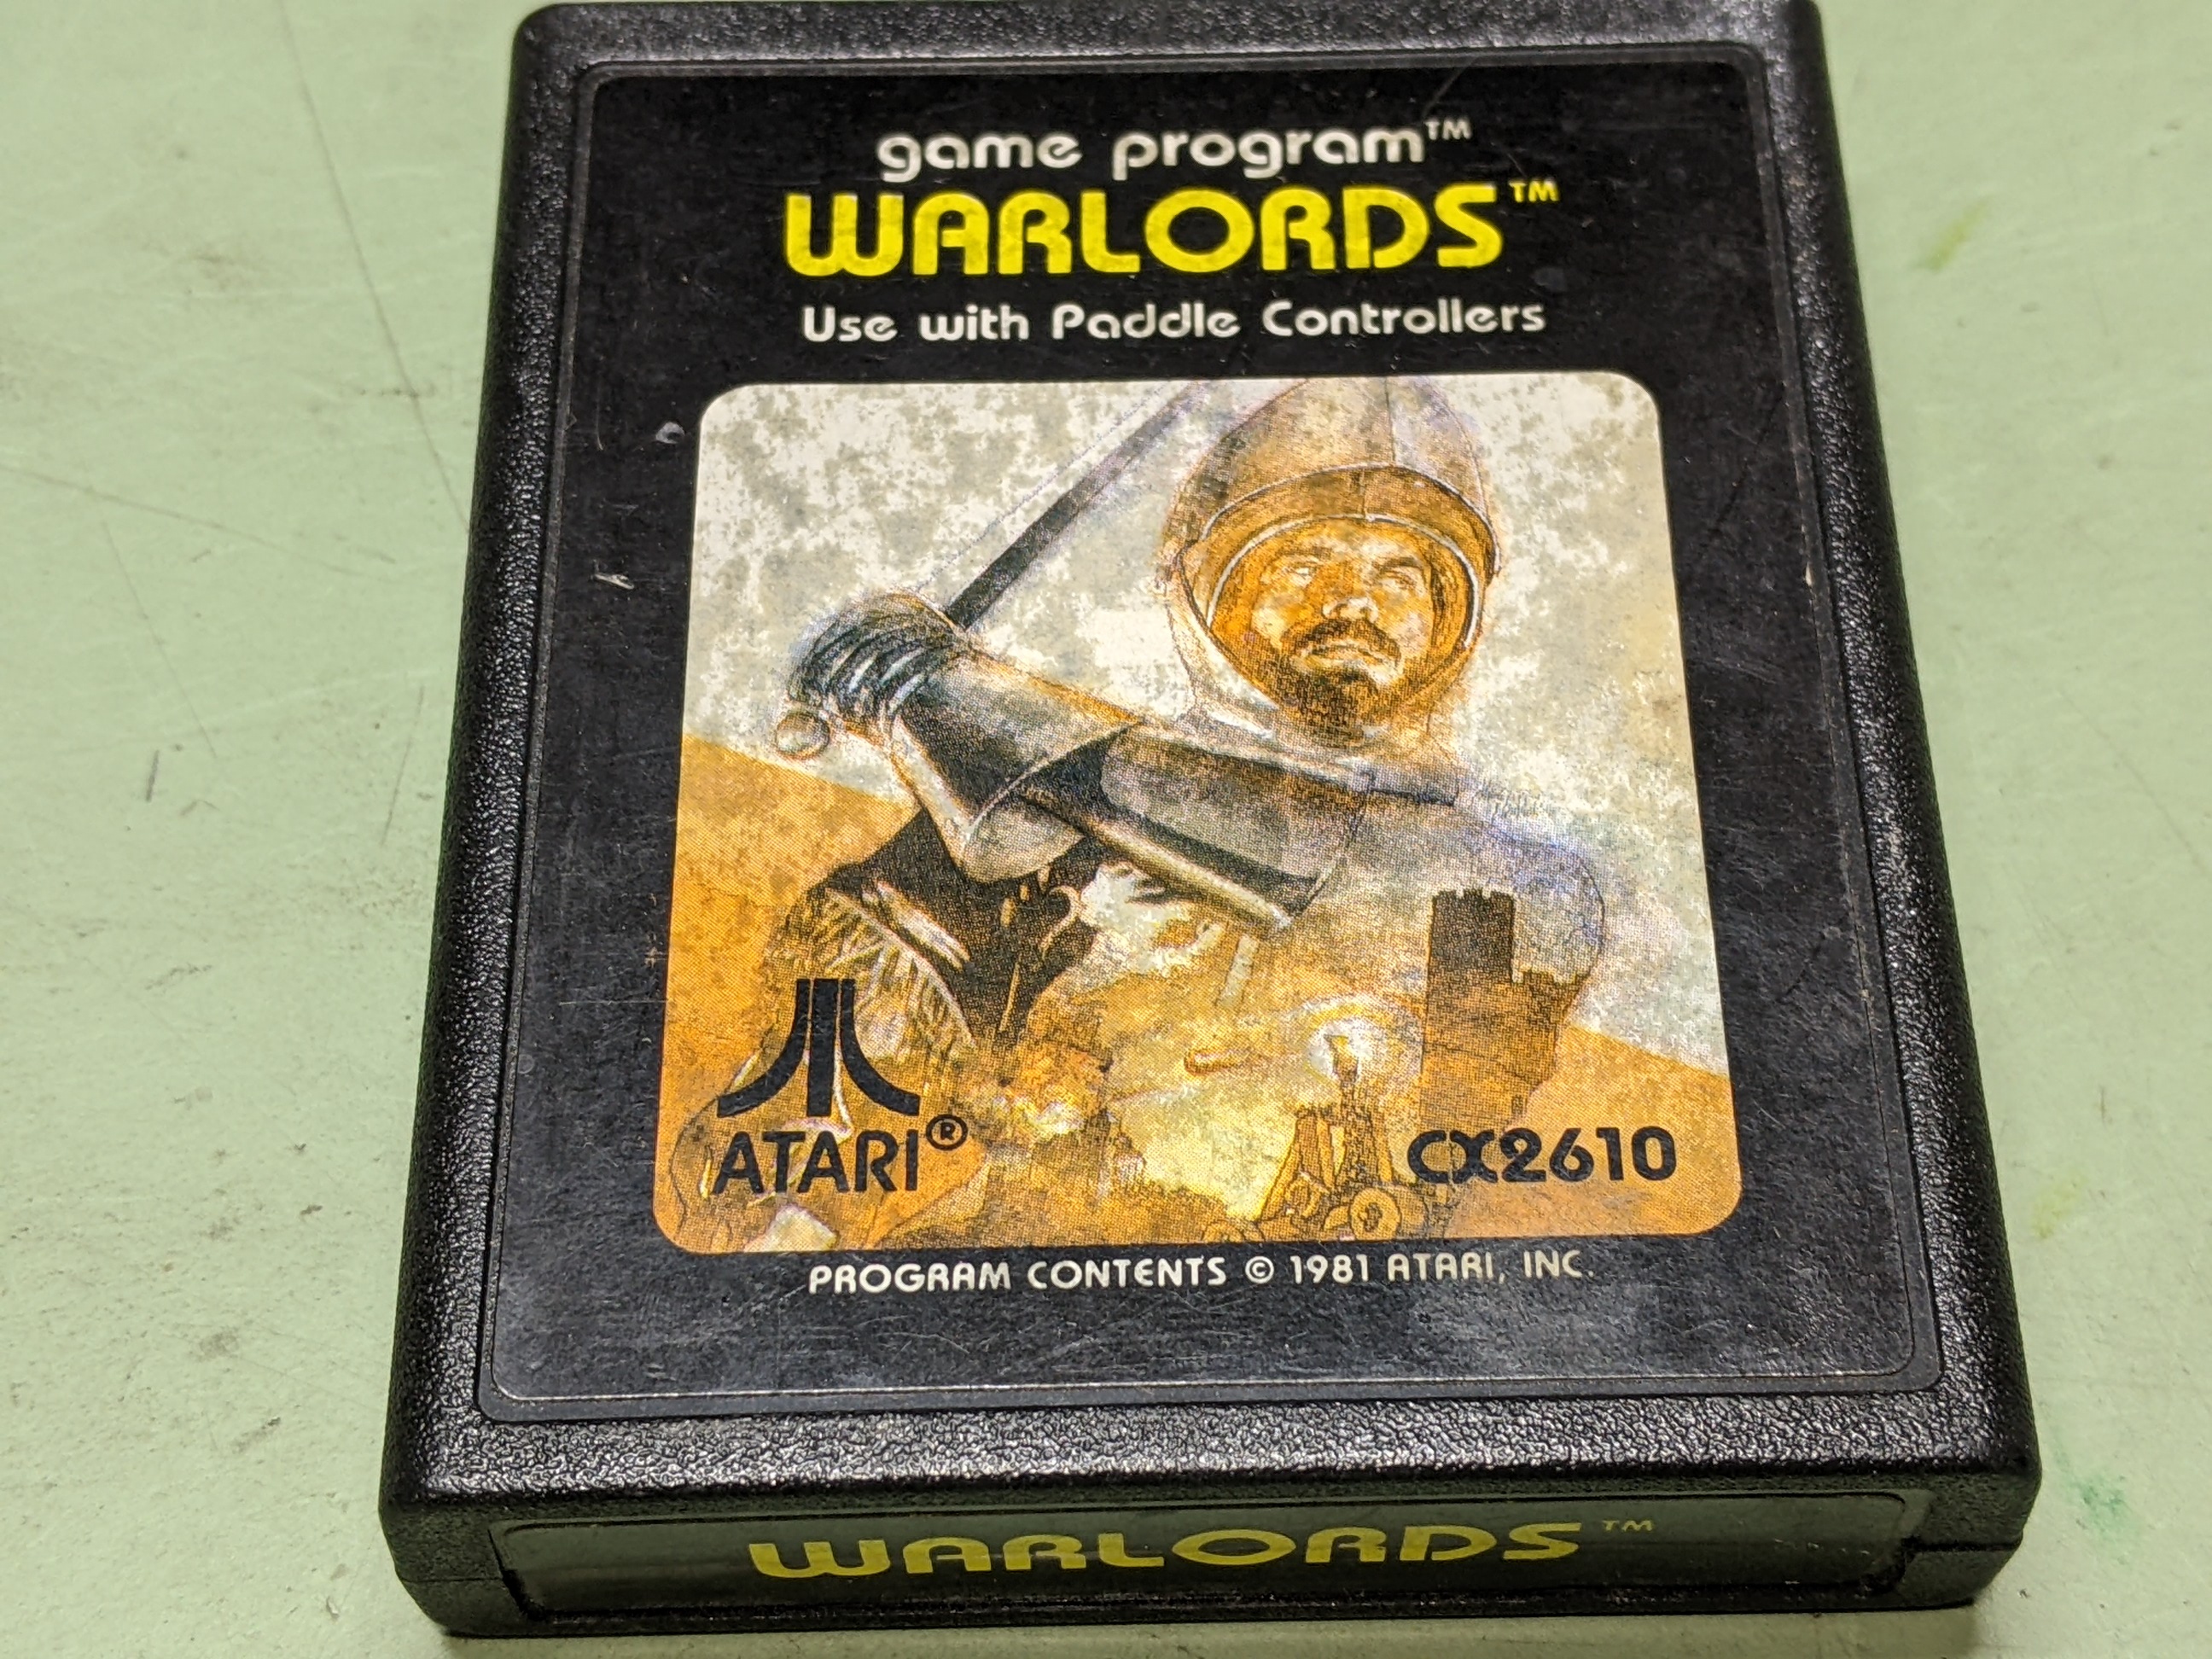 game program™
WARLORDS™
Use with Paddle Controllers
ATARI®
CX2610
PROGRAM CONTENTS © 1981 ATARI, INC.
WARLORDS™